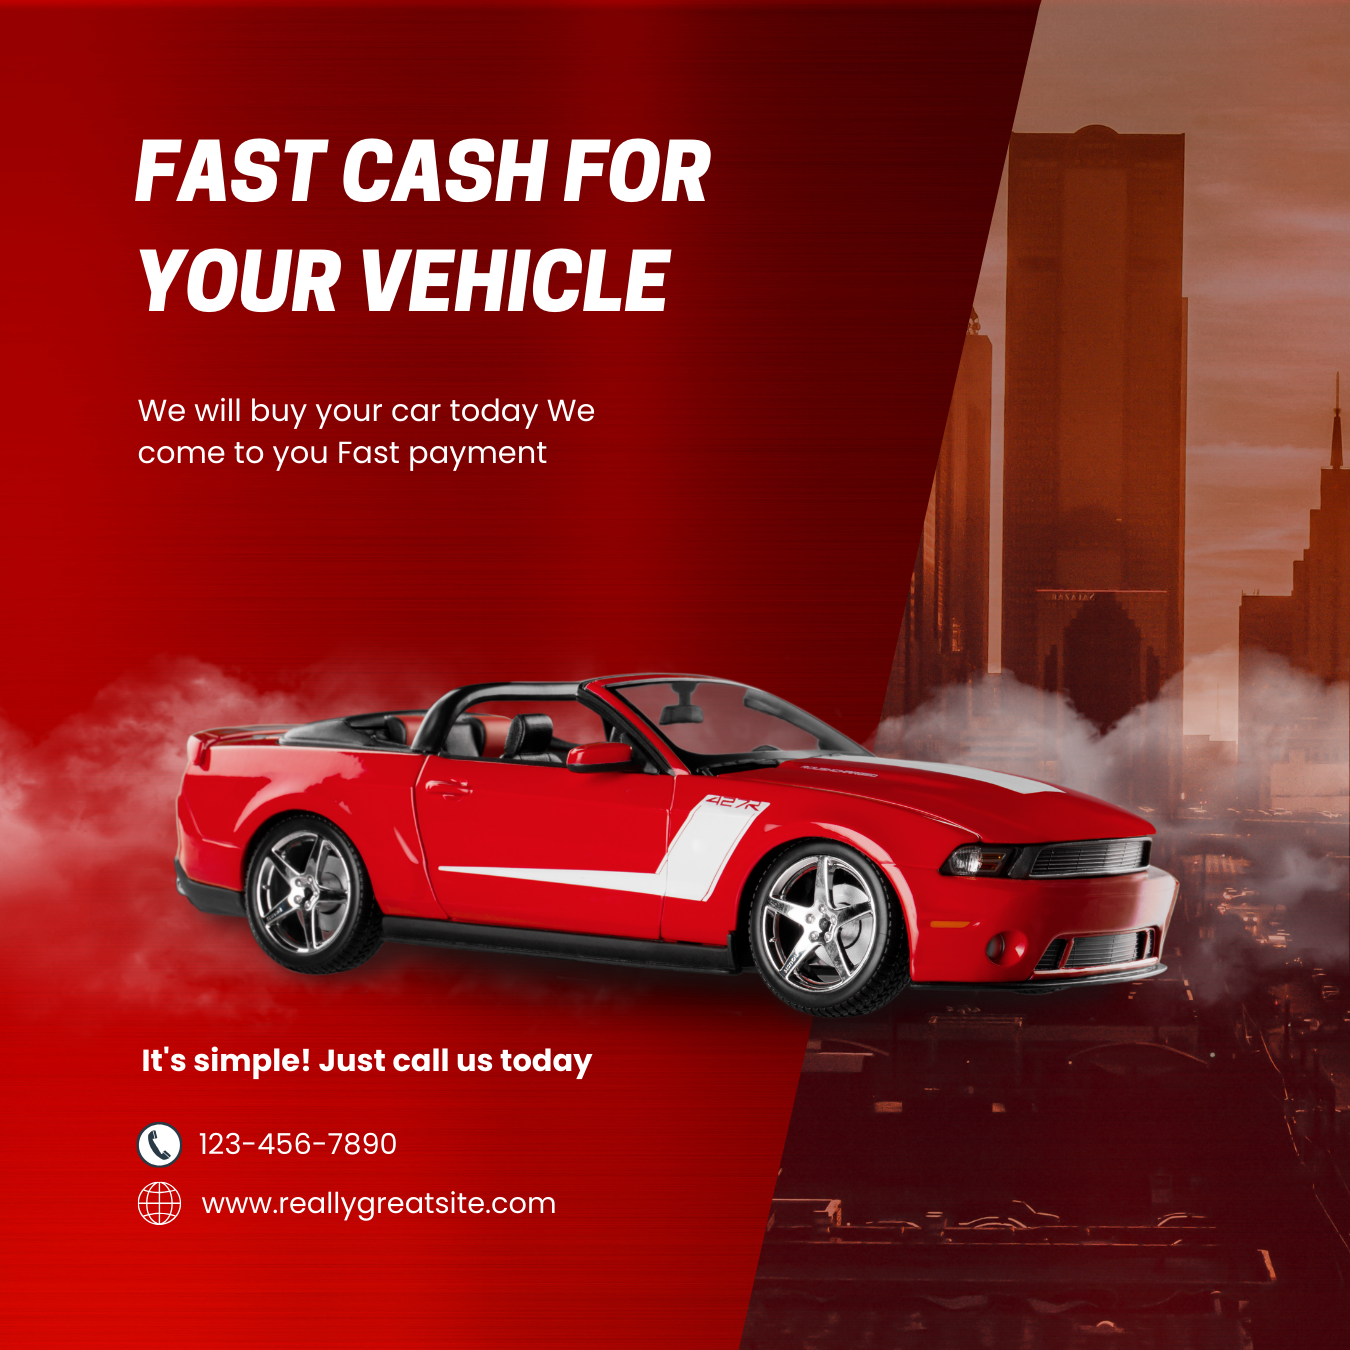 FAST CASH FOR
YOUR VEHICLE
We will buy your car today We
come to you Fast payment
427R
It's simple! Just call us today
123-456-7890
www.reallygreatsite.com